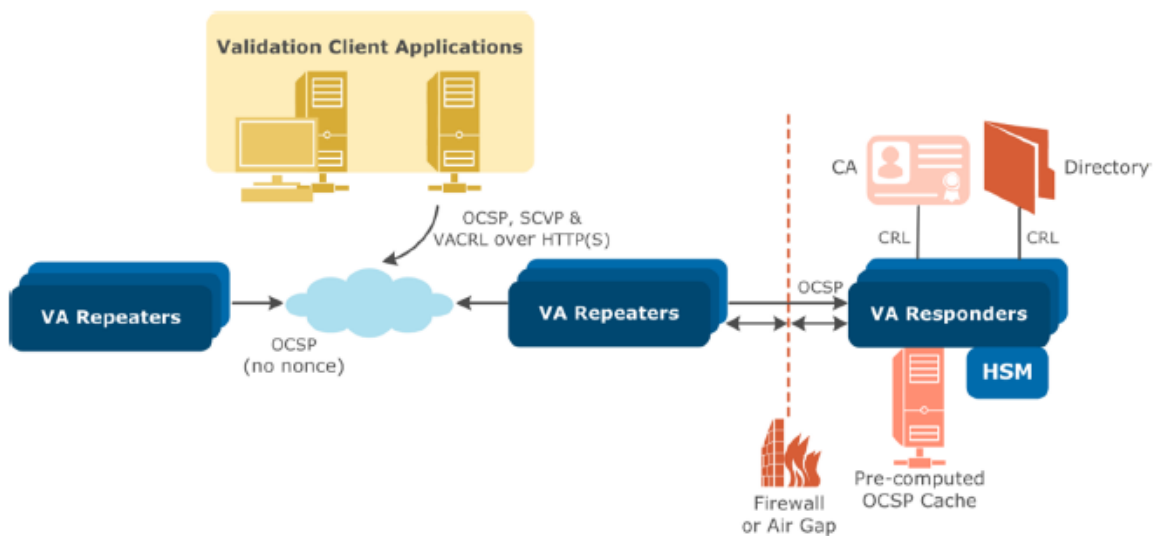 Validation Client Applications
CA
Directory
OCSP, SCVP &
VACRL over HTTP(S)
CRL
CRL
VA Repeaters
OCSP
(no nonce)
VA Repeaters
OCSP
VA Responders
HSM
Firewall
or Air Gap
Pre-computed
OCSP Cache